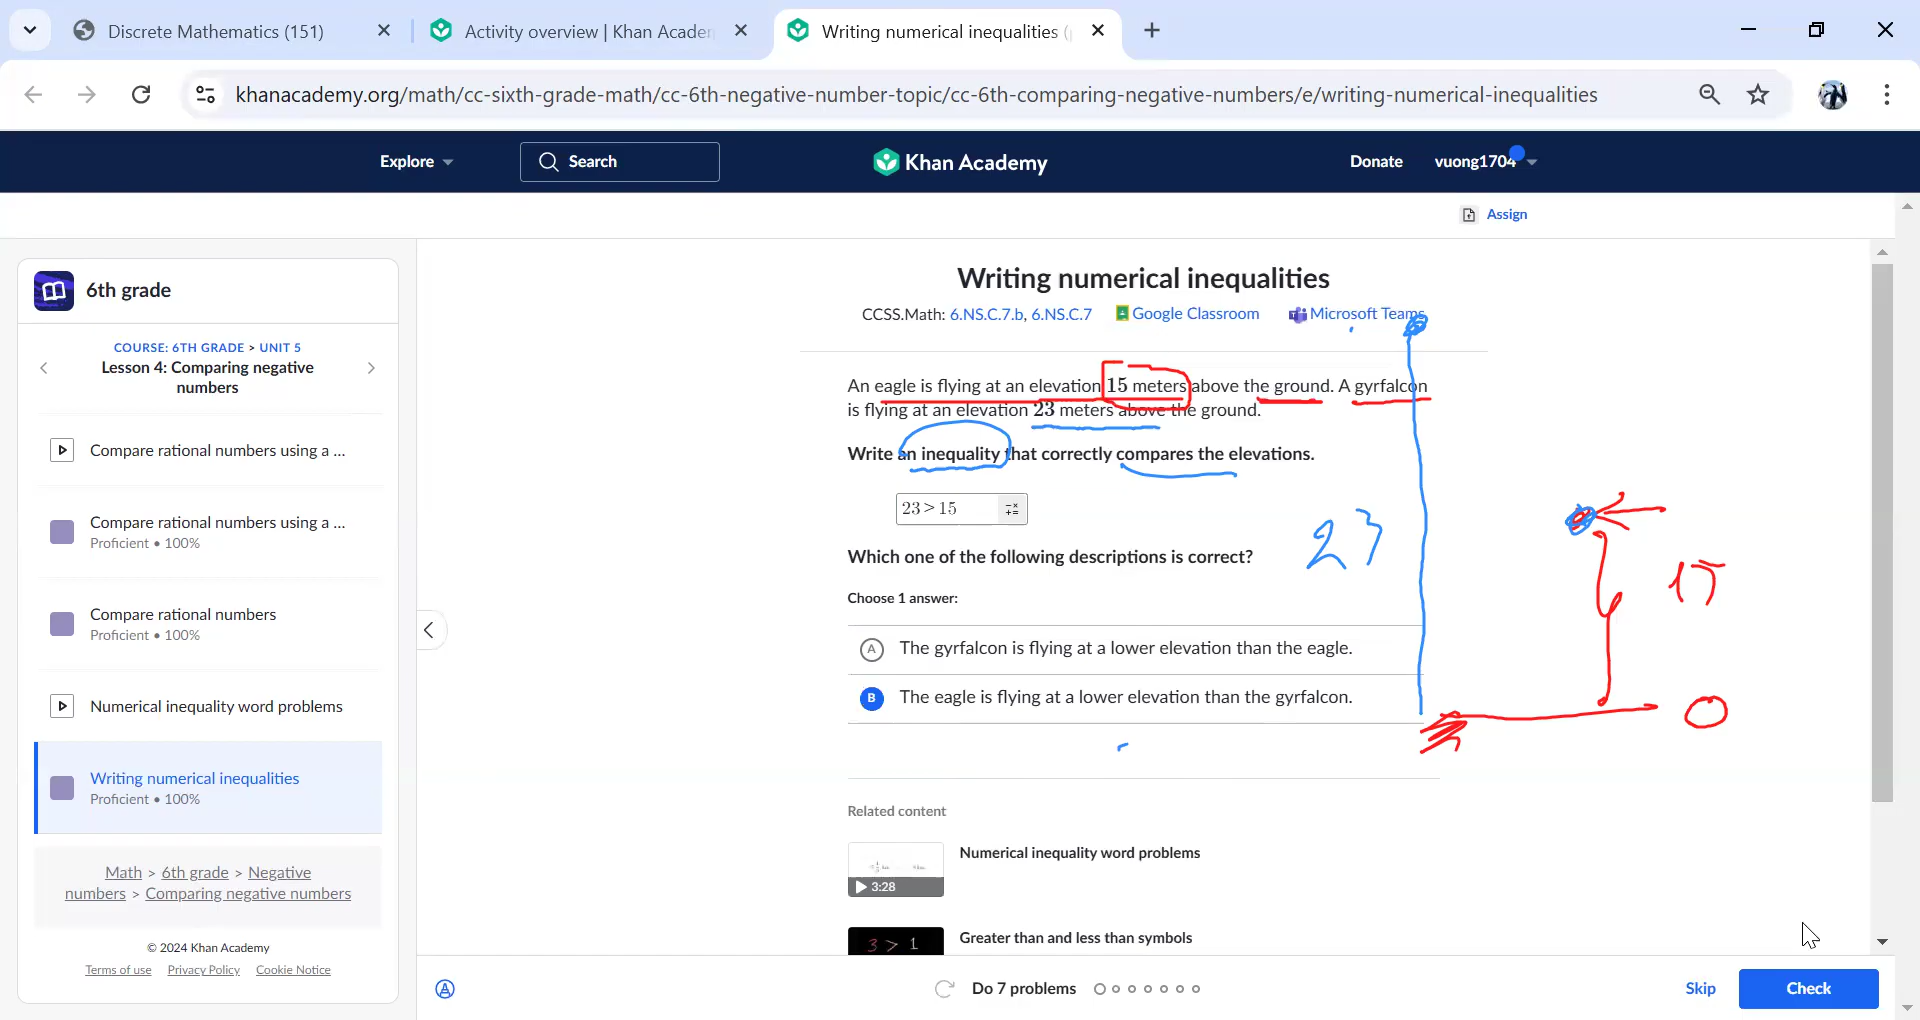 Discrete Mathematics (151)
Activity overview | Khan Acader
Writing numerical inequalities (
khanacademy.org/math/cc-sixth-grade-math/cc-6th-negative-number-topic/cc-6th-comparing-negative-numbers/e/writing-numerical-inequalities
Explore
Search
Khan Academy
Donate
vuong1704
Assign
6th grade
COURSE: 6TH GRADE > UNIT 5
Lesson 4: Comparing negative
numbers
Compare rational numbers using a ...
Compare rational numbers using a ...
Proficient • 100%
Compare rational numbers
Proficient • 100%
Numerical inequality word problems
Writing numerical inequalities
Proficient • 100%
Math > 6th grade > Negative
numbers > Comparing negative numbers
© 2024 Khan Academy
Terms of use Privacy Policy Cookie Notice
Writing numerical inequalities
CCSS.Math: 6.NS.C.7.b, 6.NS.C.7 Google Classroom Microsoft Teams
An eagle is flying at an elevation 15 meters above the ground. A gyrfalcon
is flying at an elevation 23 meters above the ground.
Write an inequality that correctly compares the elevations.
23 > 15
23
15
0
Which one of the following descriptions is correct?
Choose 1 answer:
A The gyrfalcon is flying at a lower elevation than the eagle.
B The eagle is flying at a lower elevation than the gyrfalcon.
Related content
Numerical inequality word problems
3:28
Greater than and less than symbols
3 > 1
Do 7 problems
Skip
Check